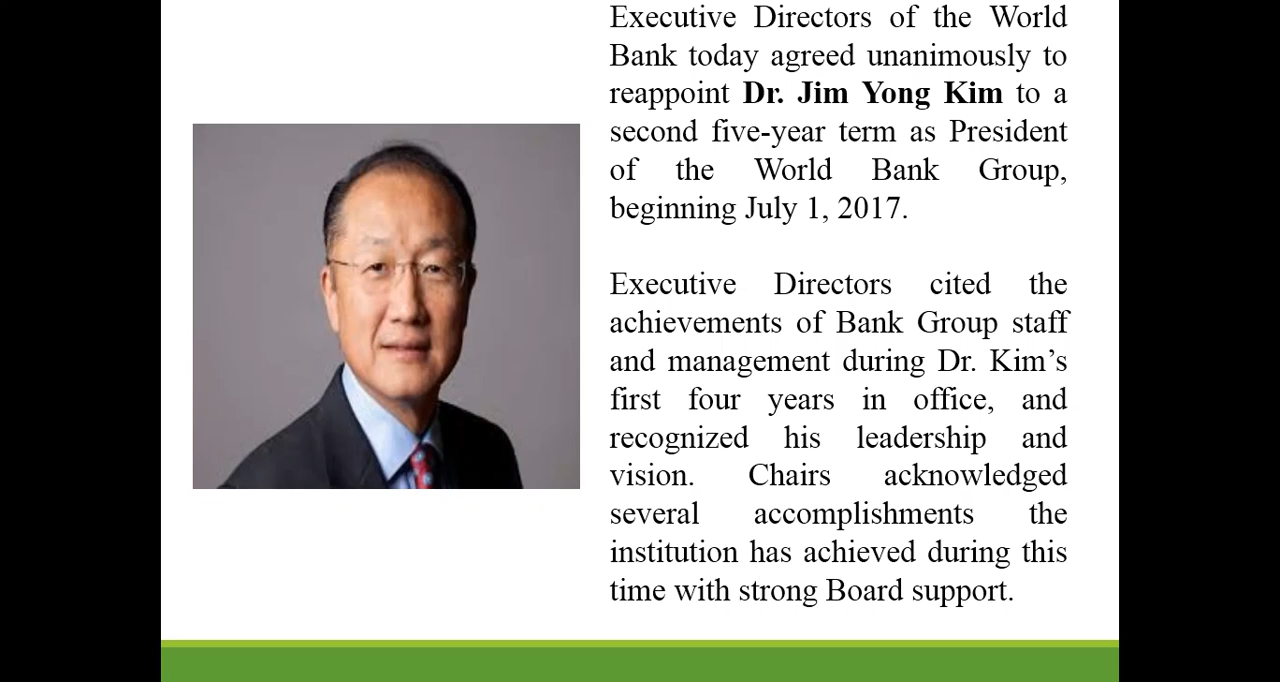 Executive Directors of the World
Bank today agreed unanimously to
reappoint Dr. Jim Yong Kim to a
second five-year term as President
of the World Bank Group,
beginning July 1, 2017.
Executive Directors cited the
achievements of Bank Group staff
and management during Dr. Kim’s
first four years in office, and
recognized his leadership and
vision. Chairs acknowledged
several accomplishments the
institution has achieved during this
time with strong Board support.